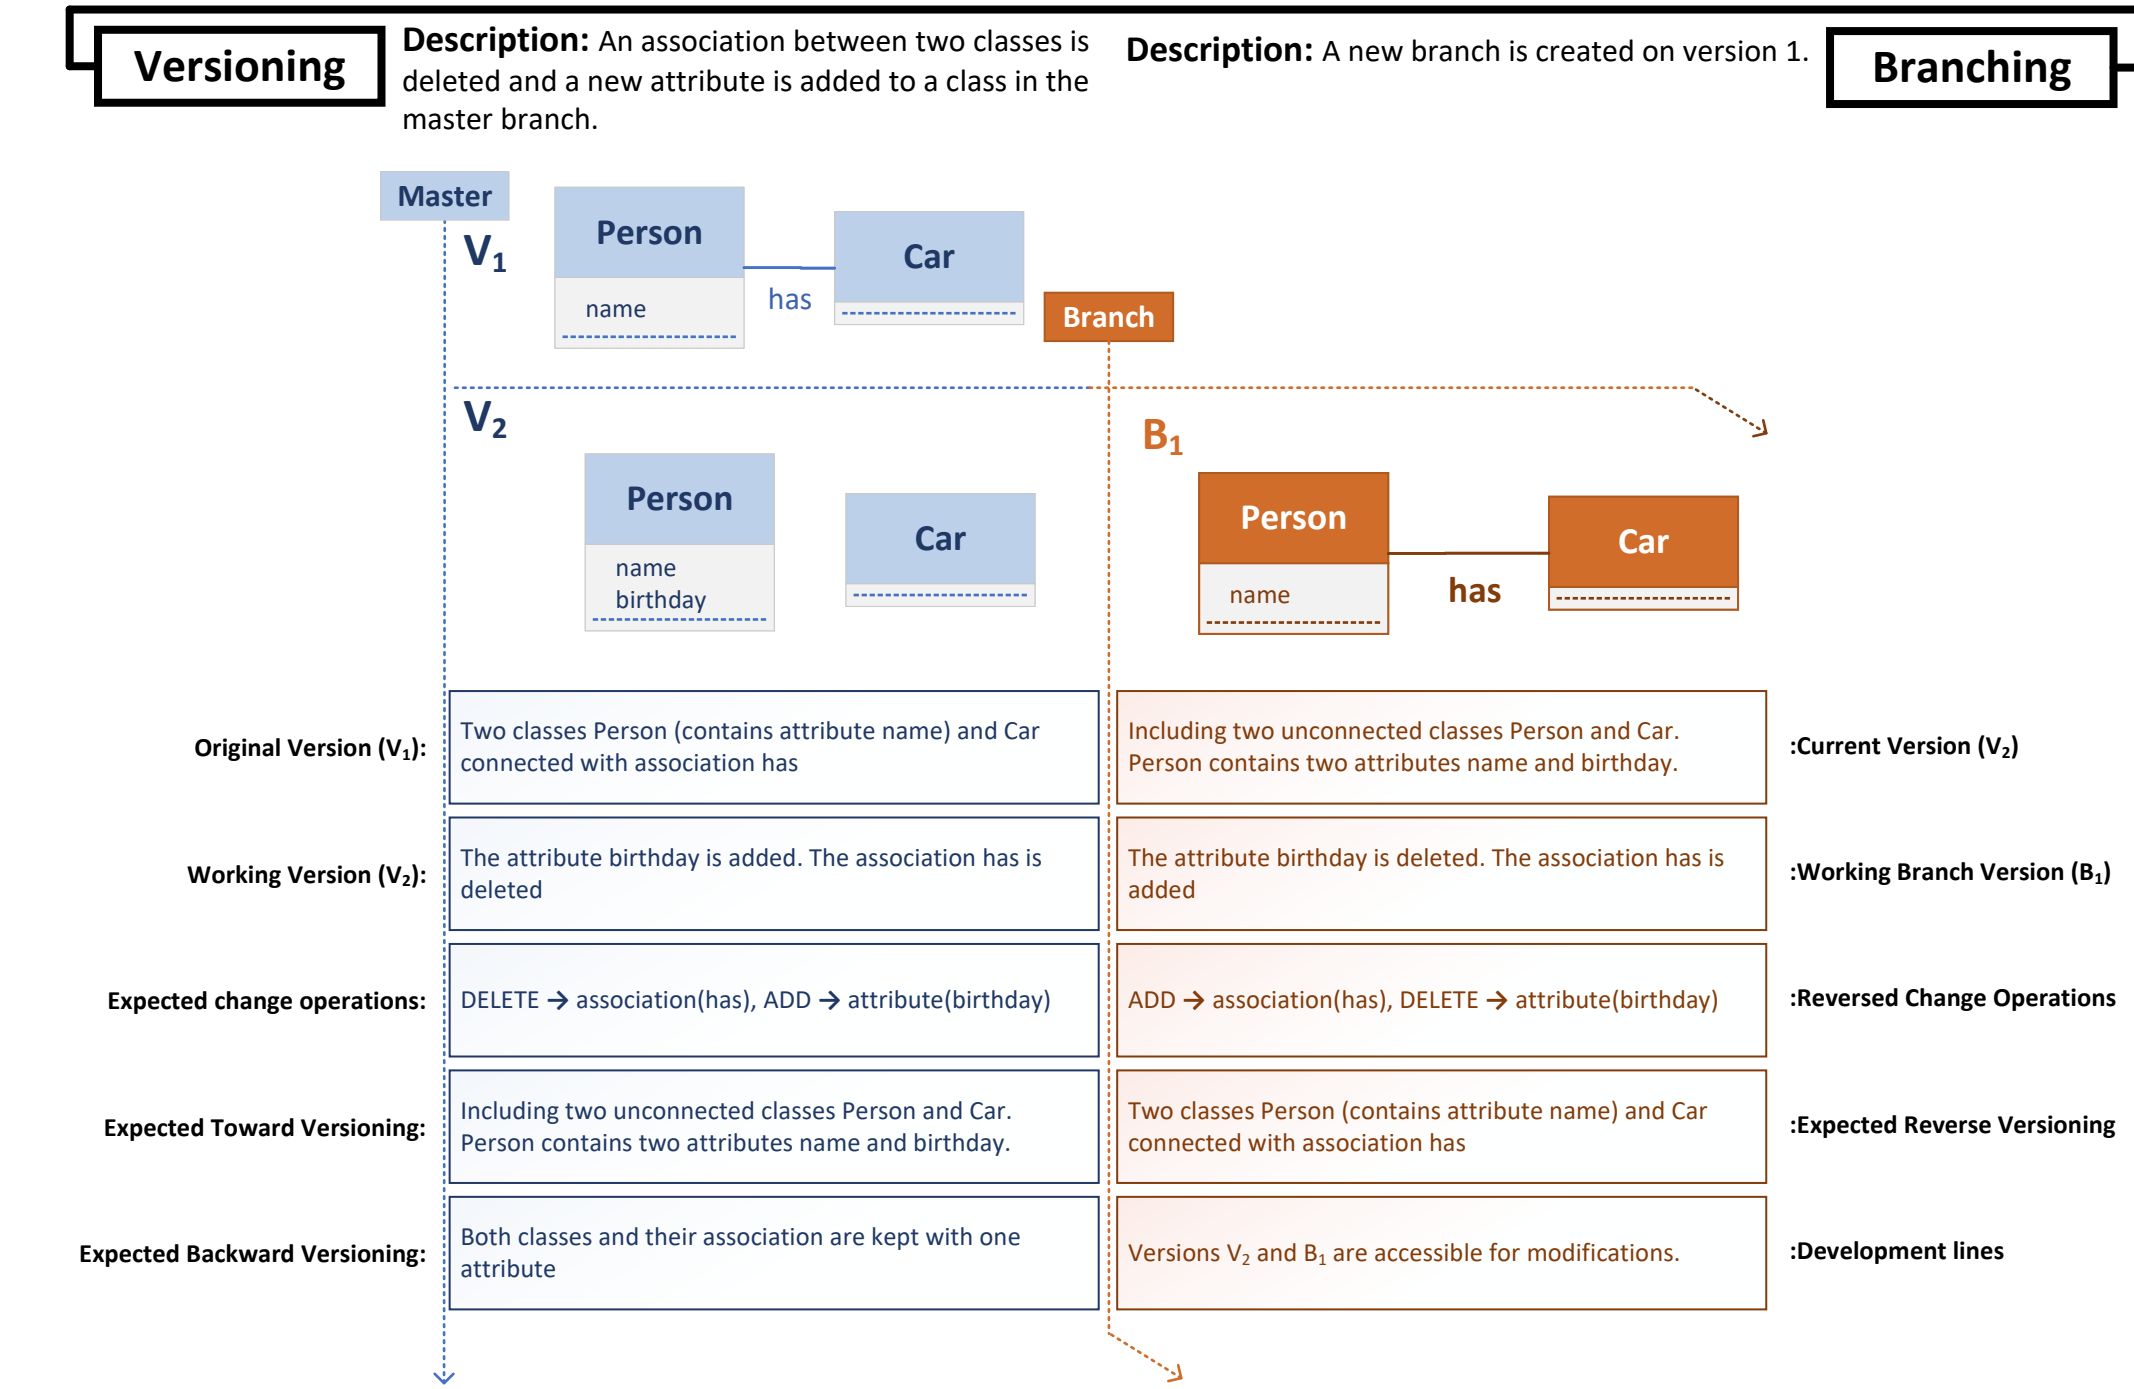 Versioning
Description: An association between two classes is
deleted and a new attribute is added to a class in the
master branch.
Description: A new branch is created on version 1.
Branching
Master
V1
Person
name
has
Car
Branch
V2
Person
name
birthday
Car
B1
Person
name
has
Car
Original Version (V1):
Two classes Person (contains attribute name) and Car
connected with association has
Including two unconnected classes Person and Car.
Person contains two attributes name and birthday.
:Current Version (V2)
Working Version (V2):
The attribute birthday is added. The association has is
deleted
The attribute birthday is deleted. The association has is
added
:Working Branch Version (B1)
Expected change operations:
DELETE → association(has), ADD → attribute(birthday)
ADD → association(has), DELETE → attribute(birthday)
:Reversed Change Operations
Expected Toward Versioning:
Including two unconnected classes Person and Car.
Person contains two attributes name and birthday.
Two classes Person (contains attribute name) and Car
connected with association has
:Expected Reverse Versioning
Expected Backward Versioning:
Both classes and their association are kept with one
attribute
Versions V2 and B1 are accessible for modifications.
:Development lines